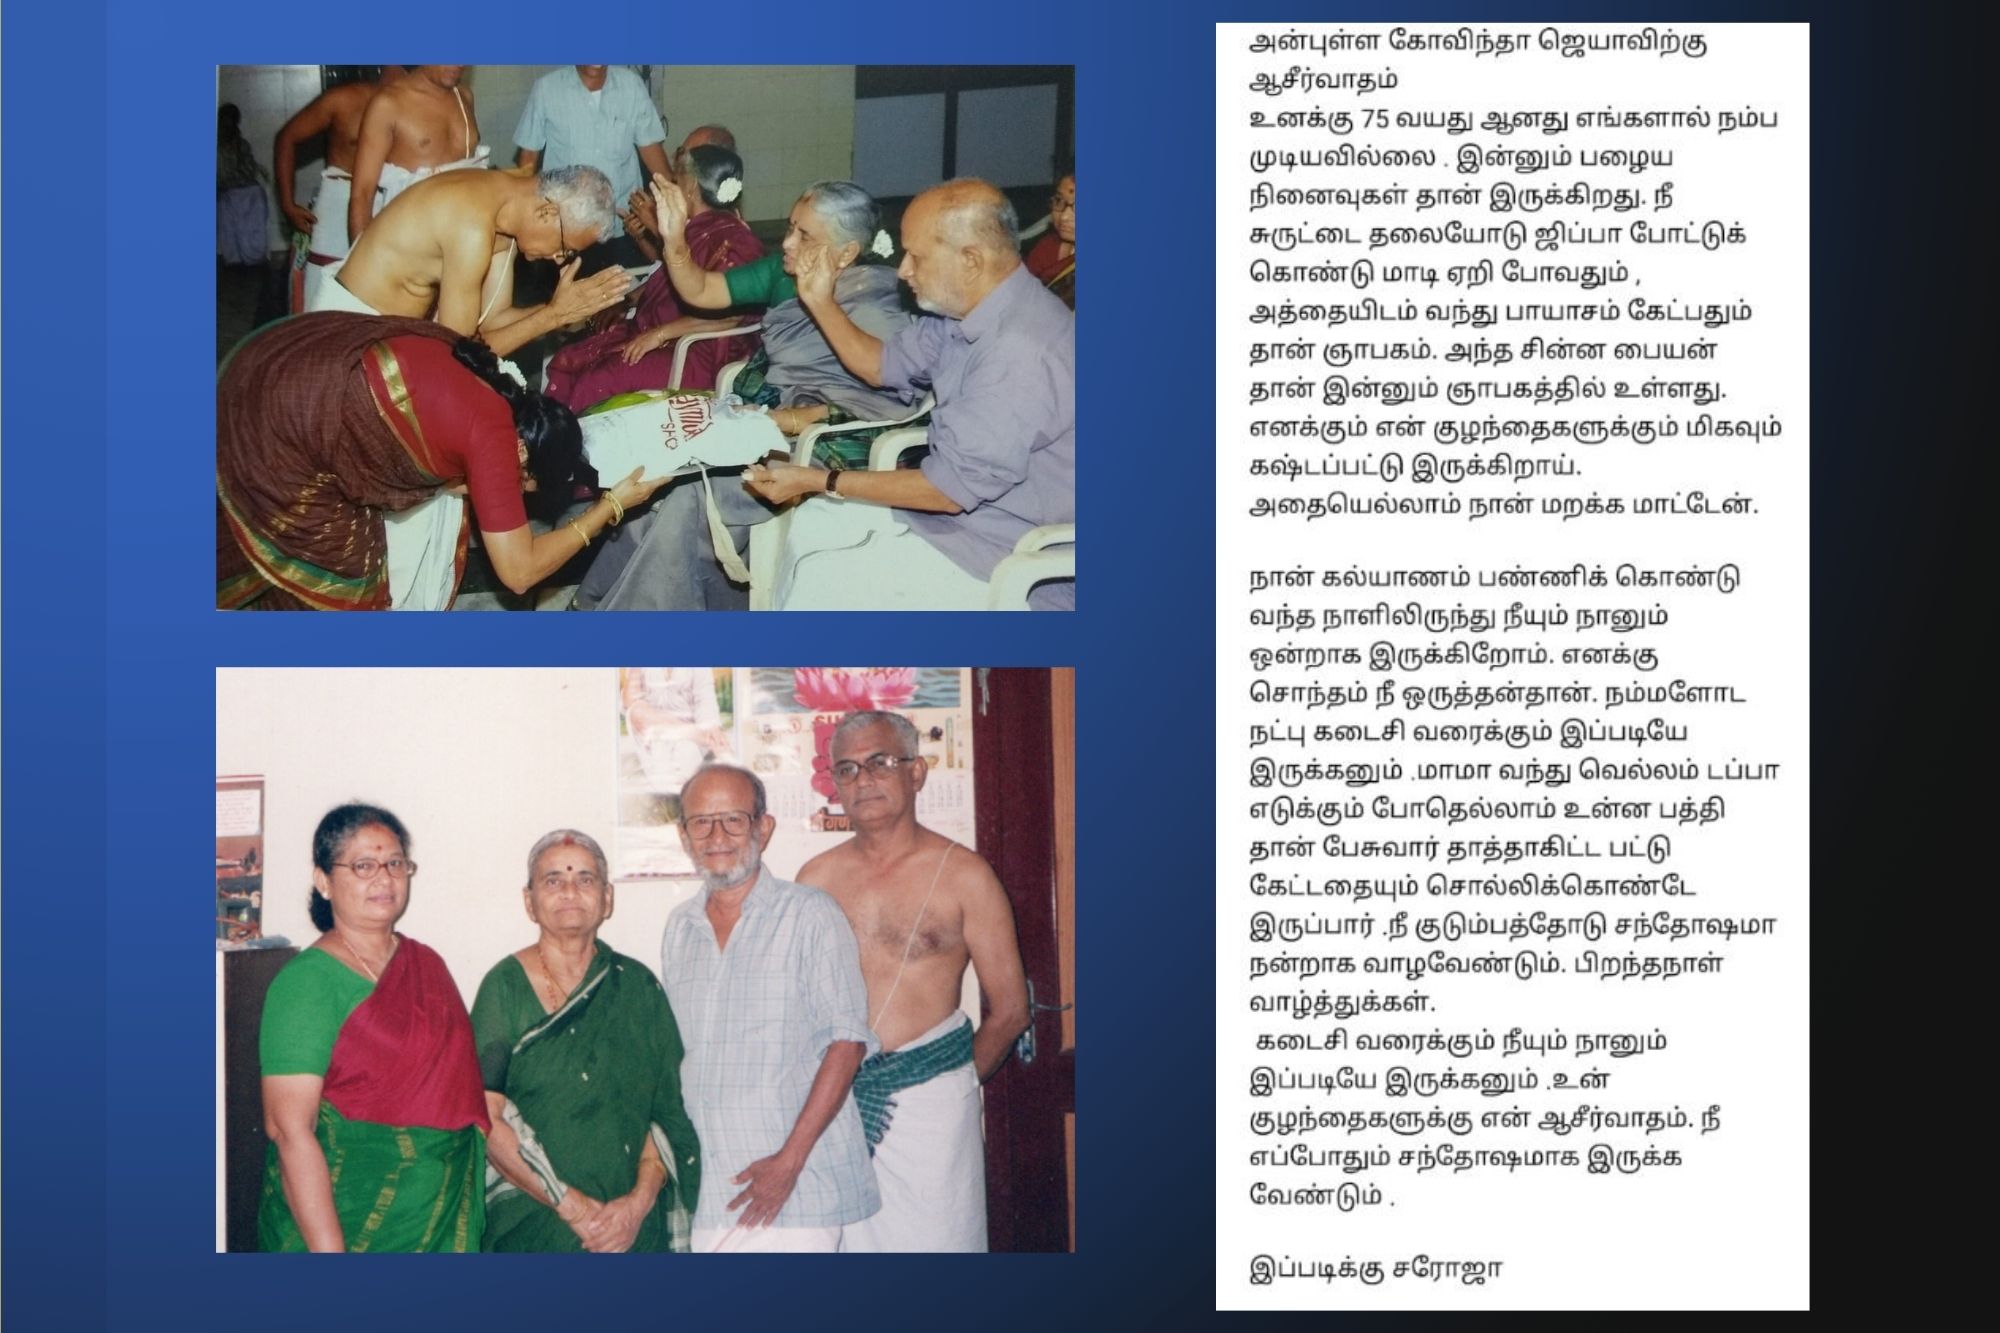 அன்புள்ள கோவிந்தா ஜெயாவிற்கு
ஆசீர்வாதம்
உனக்கு 75 வயது ஆனது எங்களால் நம்ப
முடியவில்லை . இன்னும் பழைய
நினைவுகள் தான் இருக்கிறது. நீ
சுருட்டை தலையோடு ஜிப்பா போட்டுக்
கொண்டு மாடி ஏறி போவதும் ,
அத்தையிடம் வந்து பாயாசம் கேட்பதும்
தான் ஞாபகம். அந்த சின்ன பையன்
தான் இன்னும் ஞாபகத்தில் உள்ளது.
எனக்கும் என் குழந்தைகளுக்கும் மிகவும்
கஷ்டப்பட்டு இருக்கிறாய்.
அதையெல்லாம் நான் மறக்க மாட்டேன்.
நான் கல்யாணம் பண்ணிக் கொண்டு
வந்த நாளிலிருந்து நீயும் நானும்
ஒன்றாக இருக்கிறோம். எனக்கு
சொந்தம் நீ ஒருத்தன்தான். நம்மளோட
நட்பு கடைசி வரைக்கும் இப்படியே
இருக்கனும் .மாமா வந்து வெல்லம் டப்பா
எடுக்கும் போதெல்லாம் உன்ன பத்தி
தான் பேசுவார் தாத்தாகிட்ட பட்டு
கேட்டதையும் சொல்லிக்கொண்டே
இருப்பார் .நீ குடும்பத்தோடு சந்தோஷமா
நன்றாக வாழவேண்டும். பிறந்தநாள்
வாழ்த்துக்கள்.
கடைசி வரைக்கும் நீயும் நானும்
இப்படியே இருக்கனும் .உன்
குழந்தைகளுக்கு என் ஆசீர்வாதம். நீ
எப்போதும் சந்தோஷமாக இருக்க
வேண்டும் .
இப்படிக்கு சரோஜா